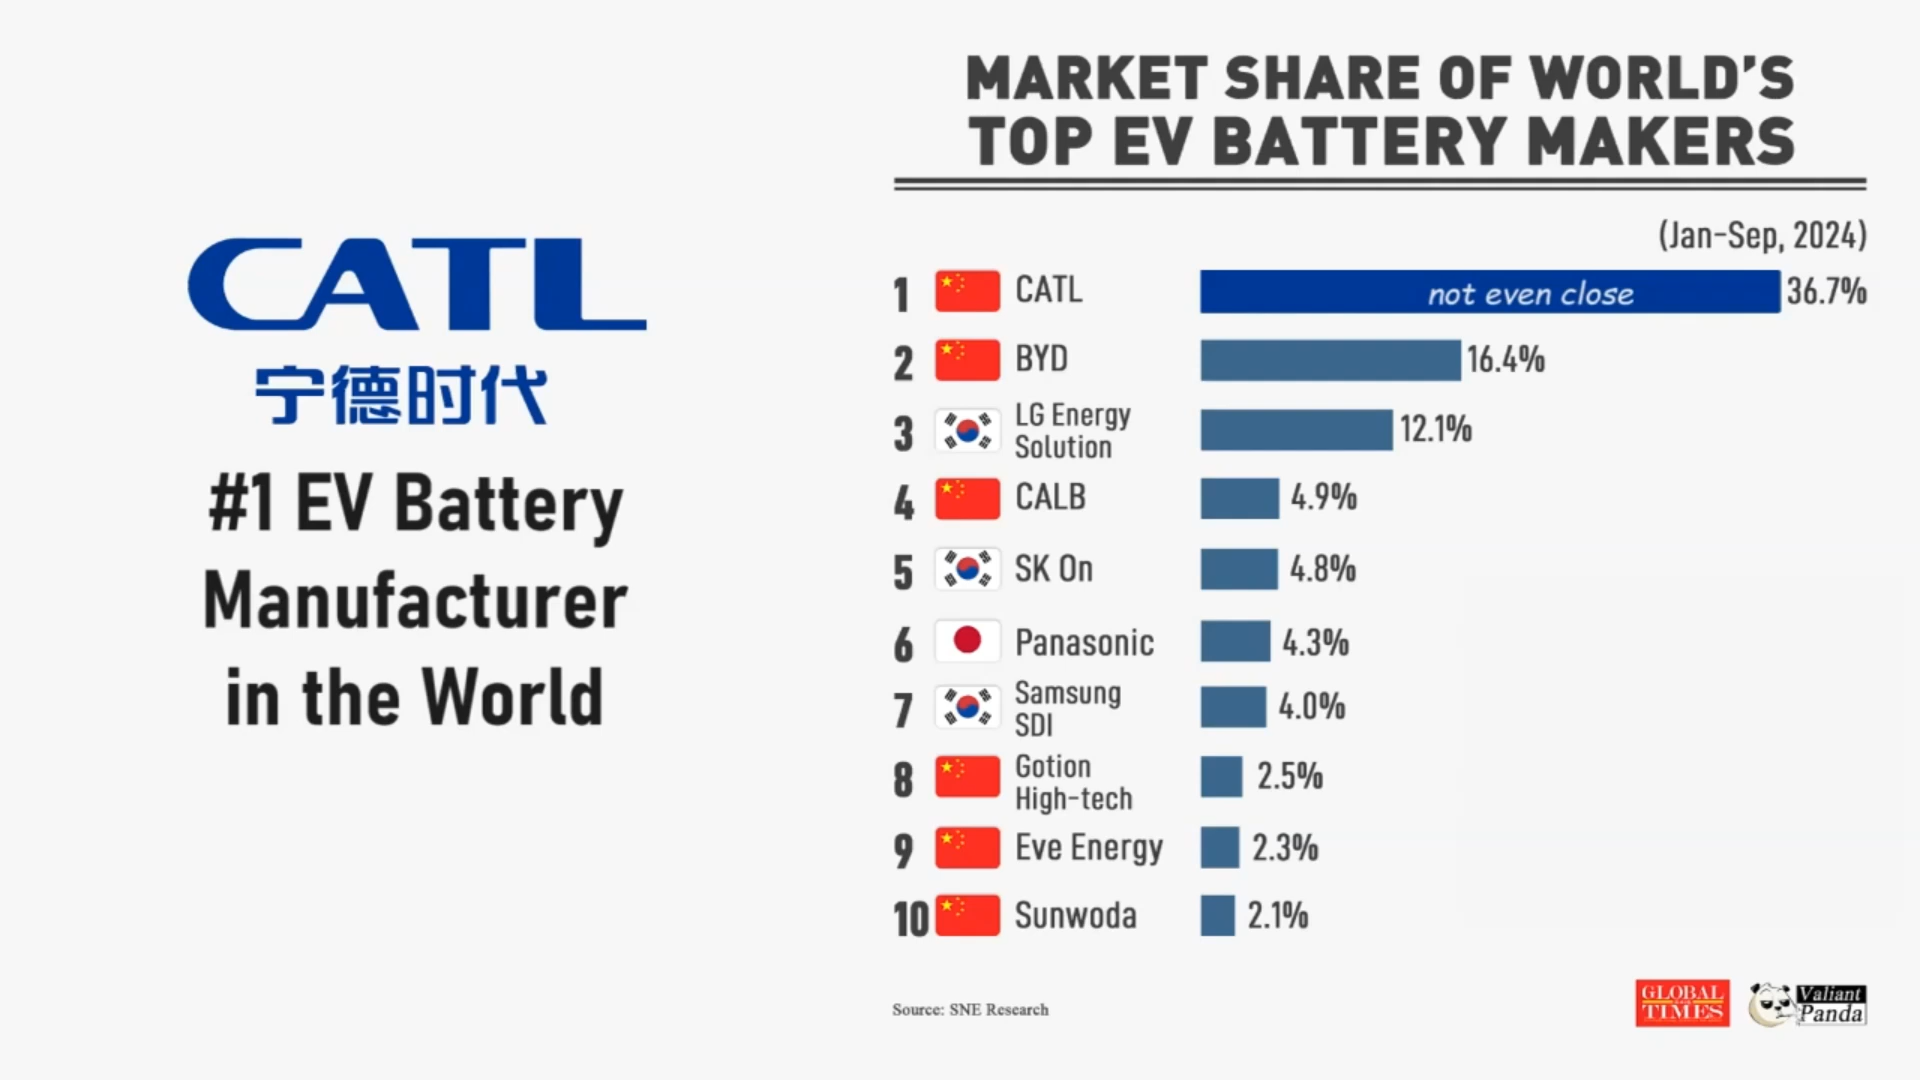 CATL
宁德时代
#1 EV Battery
Manufacturer
in the World
MARKET SHARE OF WORLD'S
TOP EV BATTERY MAKERS
(Jan-Sep, 2024)
1 CATL not even close 36.7%
2 BYD 16.4%
3 LG Energy
Solution 12.1%
4 CALB 4.9%
5 SK On 4.8%
6 Panasonic 4.3%
7 Samsung
SDI 4.0%
8 Gotion
High-tech 2.5%
9 Eve Energy 2.3%
10 Sunwoda 2.1%
Source: SNE Research
GLOBAL
TIMES
Valiant
Panda